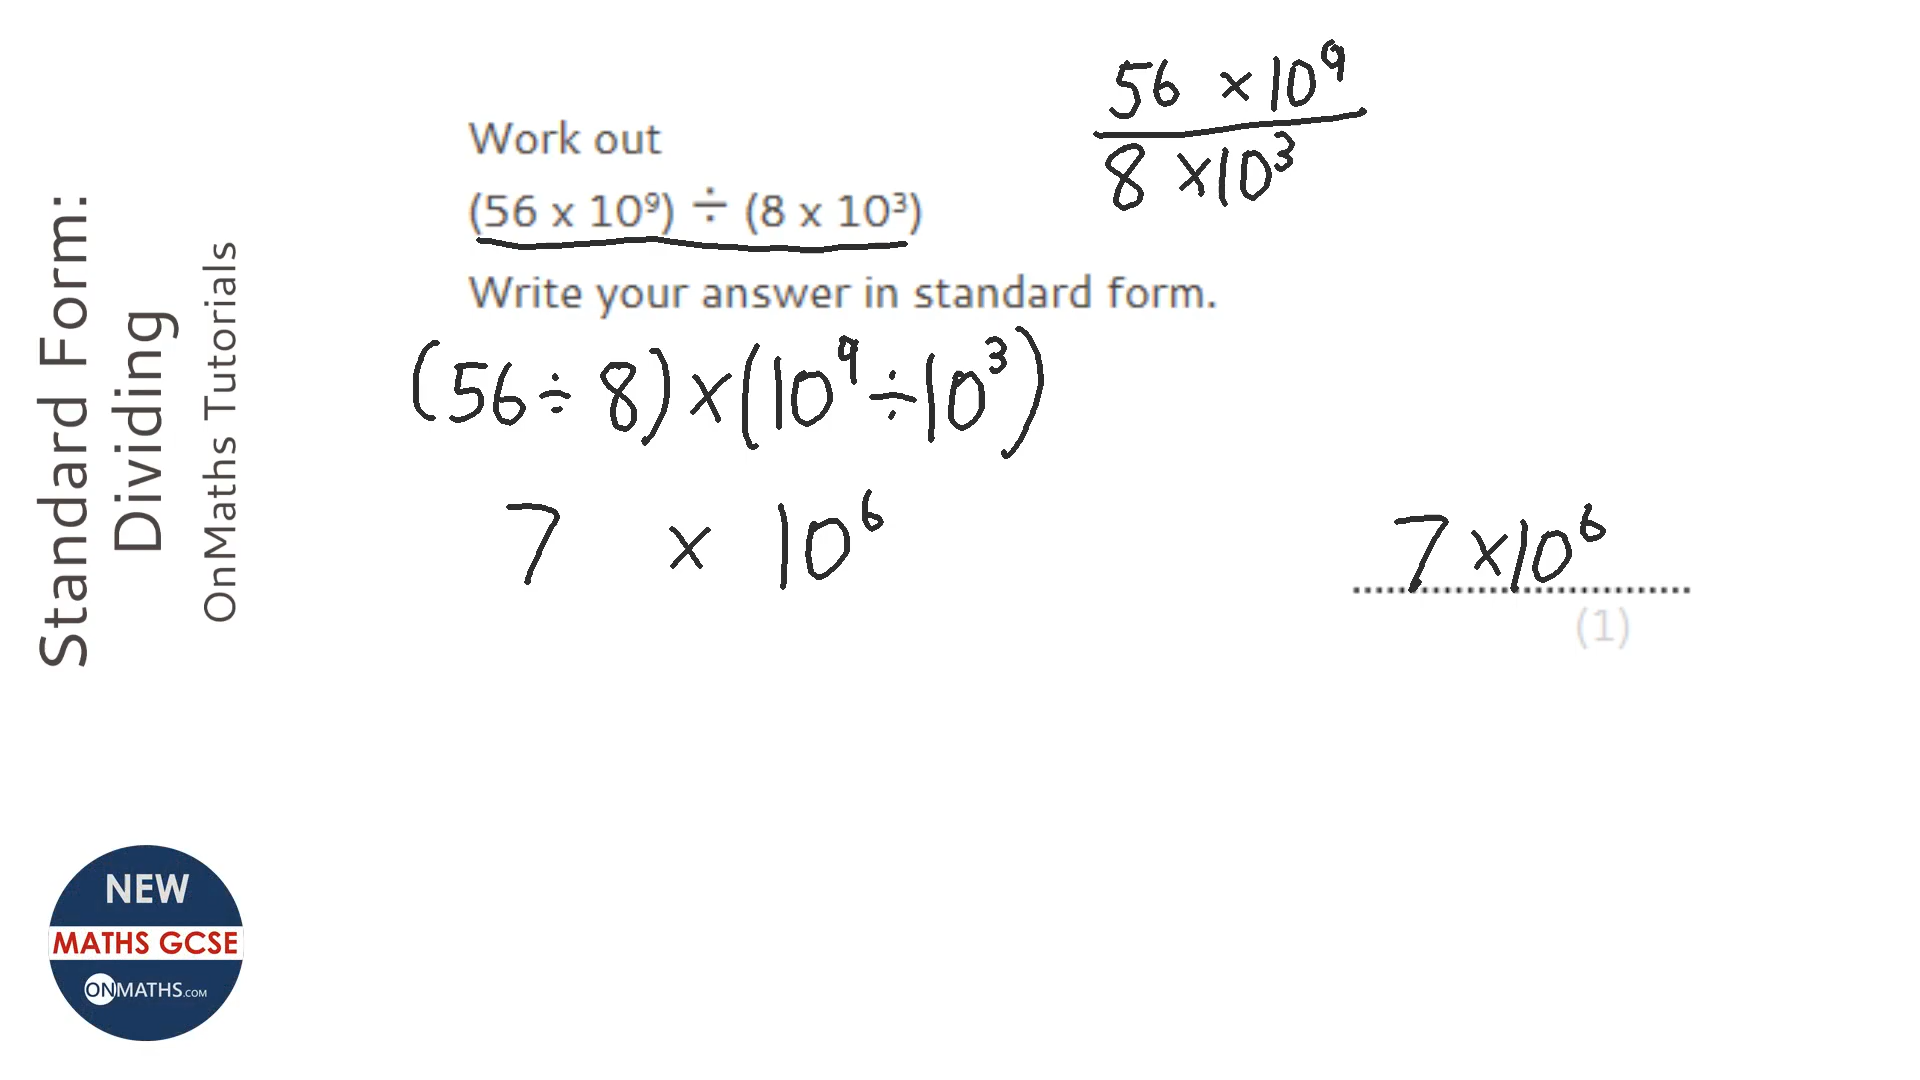 Standard Form:
Dividing
OnMaths Tutorials
Work out
(56 x 10⁹) ÷ (8 x 10³)
Write your answer in standard form.
56 × 10⁹
8 × 10³
(56 ÷ 8) × (10⁹ ÷ 10³)
7 × 10⁶
7 × 10⁶
(1)
NEW
MATHS GCSE
ONMATHS.COM